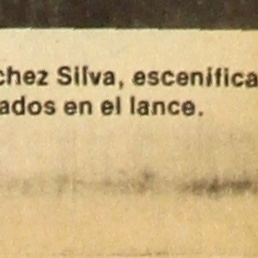 chez Silva, escenifica
ados en el lance.